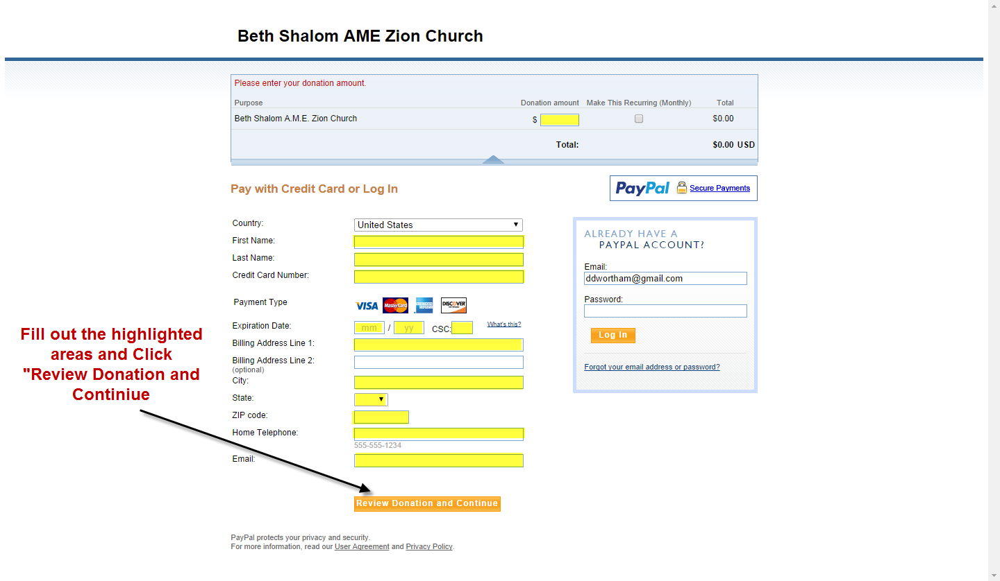 Beth Shalom AME Zion Church
Please enter your donation amount.
Purpose Donation amount Make This Recurring (Monthly) Total
Beth Shalom A.M.E. Zion Church $ $0.00
Total: $0.00 USD
Pay with Credit Card or Log In
PayPal Secure Payments
Country: United States
First Name:
Last Name:
Credit Card Number:
Payment Type VISA MasterCard DISCOVER
Expiration Date: mm / yy CSC: What's this?
Billing Address Line 1:
Billing Address Line 2:
(optional)
City:
State:
ZIP code:
Home Telephone:
555-555-1234
Email:
Review Donation and Continue
ALREADY HAVE A
PAYPAL ACCOUNT?
Email:
ddwortham@gmail.com
Password:
Log In
Forgot your email address or password?
Fill out the highlighted
areas and Click
"Review Donation and
Continiue
PayPal protects your privacy and security.
For more information, read our User Agreement and Privacy Policy.